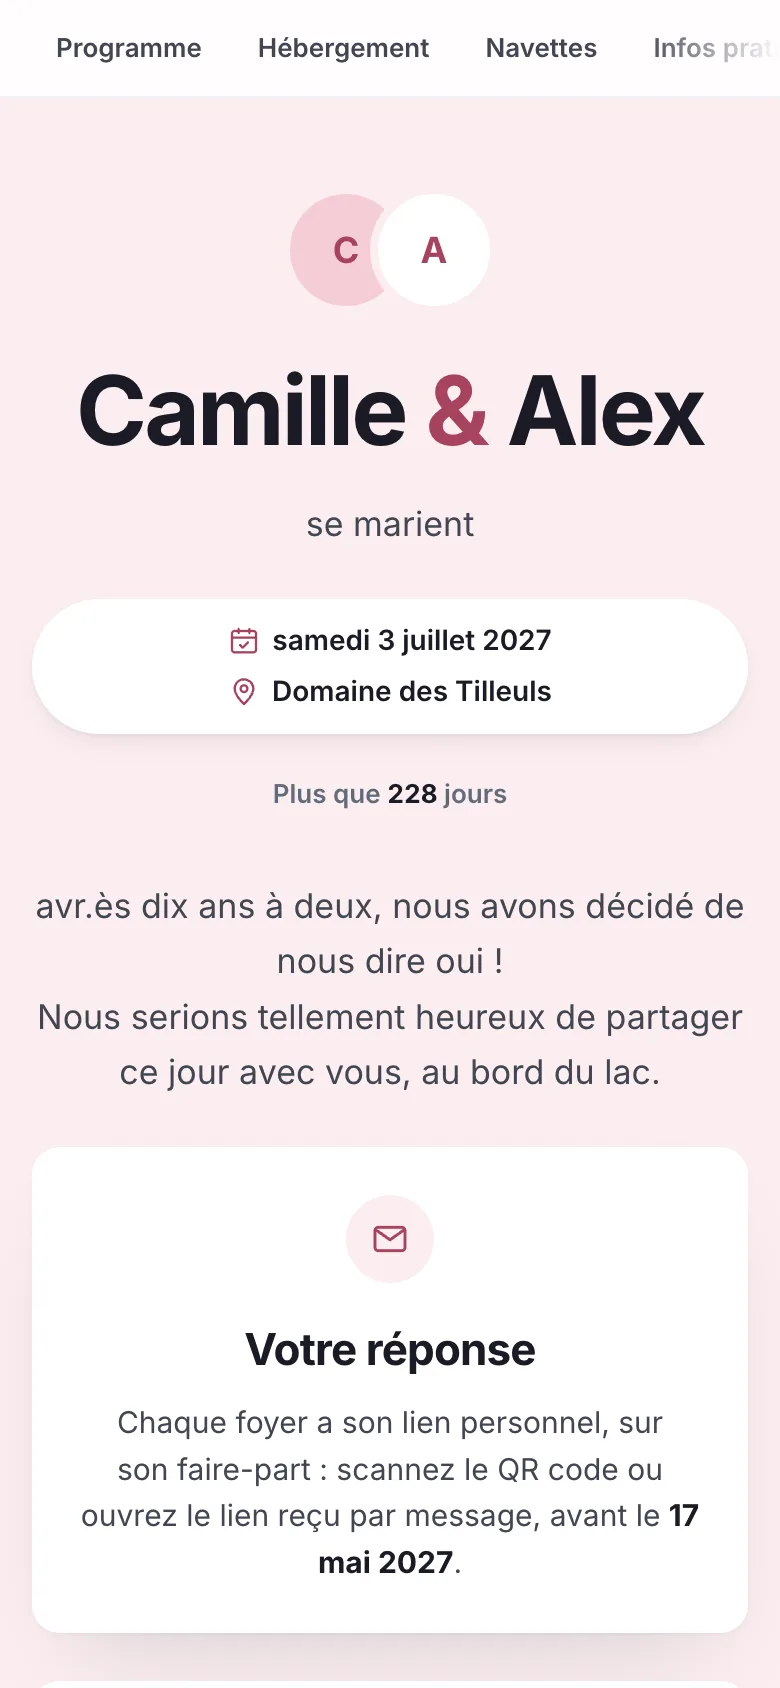 Programme Hébergement Navettes Infos prat
C A
Camille & Alex
se marient
samedi 3 juillet 2027
Domaine des Tilleuls
Plus que 228 jours
avr.ès dix ans à deux, nous avons décidé de
nous dire oui !
Nous serions tellement heureux de partager
ce jour avec vous, au bord du lac.
Votre réponse
Chaque foyer a son lien personnel, sur
son faire-part : scannez le QR code ou
ouvrez le lien reçu par message, avant le 17
mai 2027.